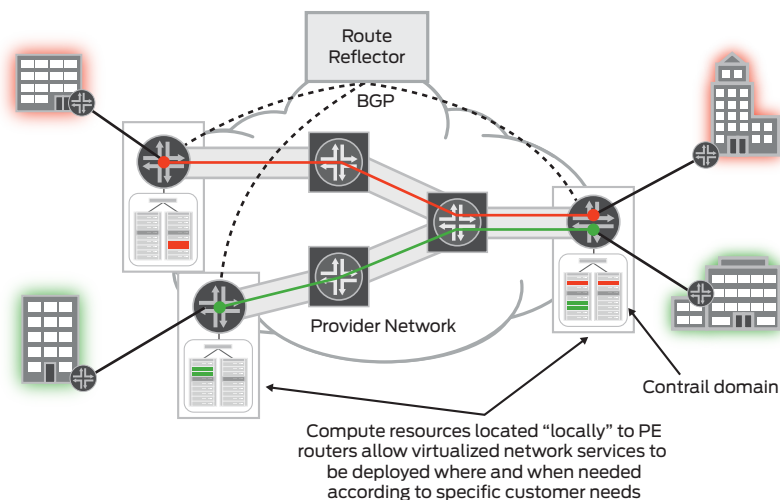 Route
Reflector
BGP
Provider Network
Contrail domain
Compute resources located “locally” to PE
routers allow virtualized network services to
be deployed where and when needed
according to specific customer needs